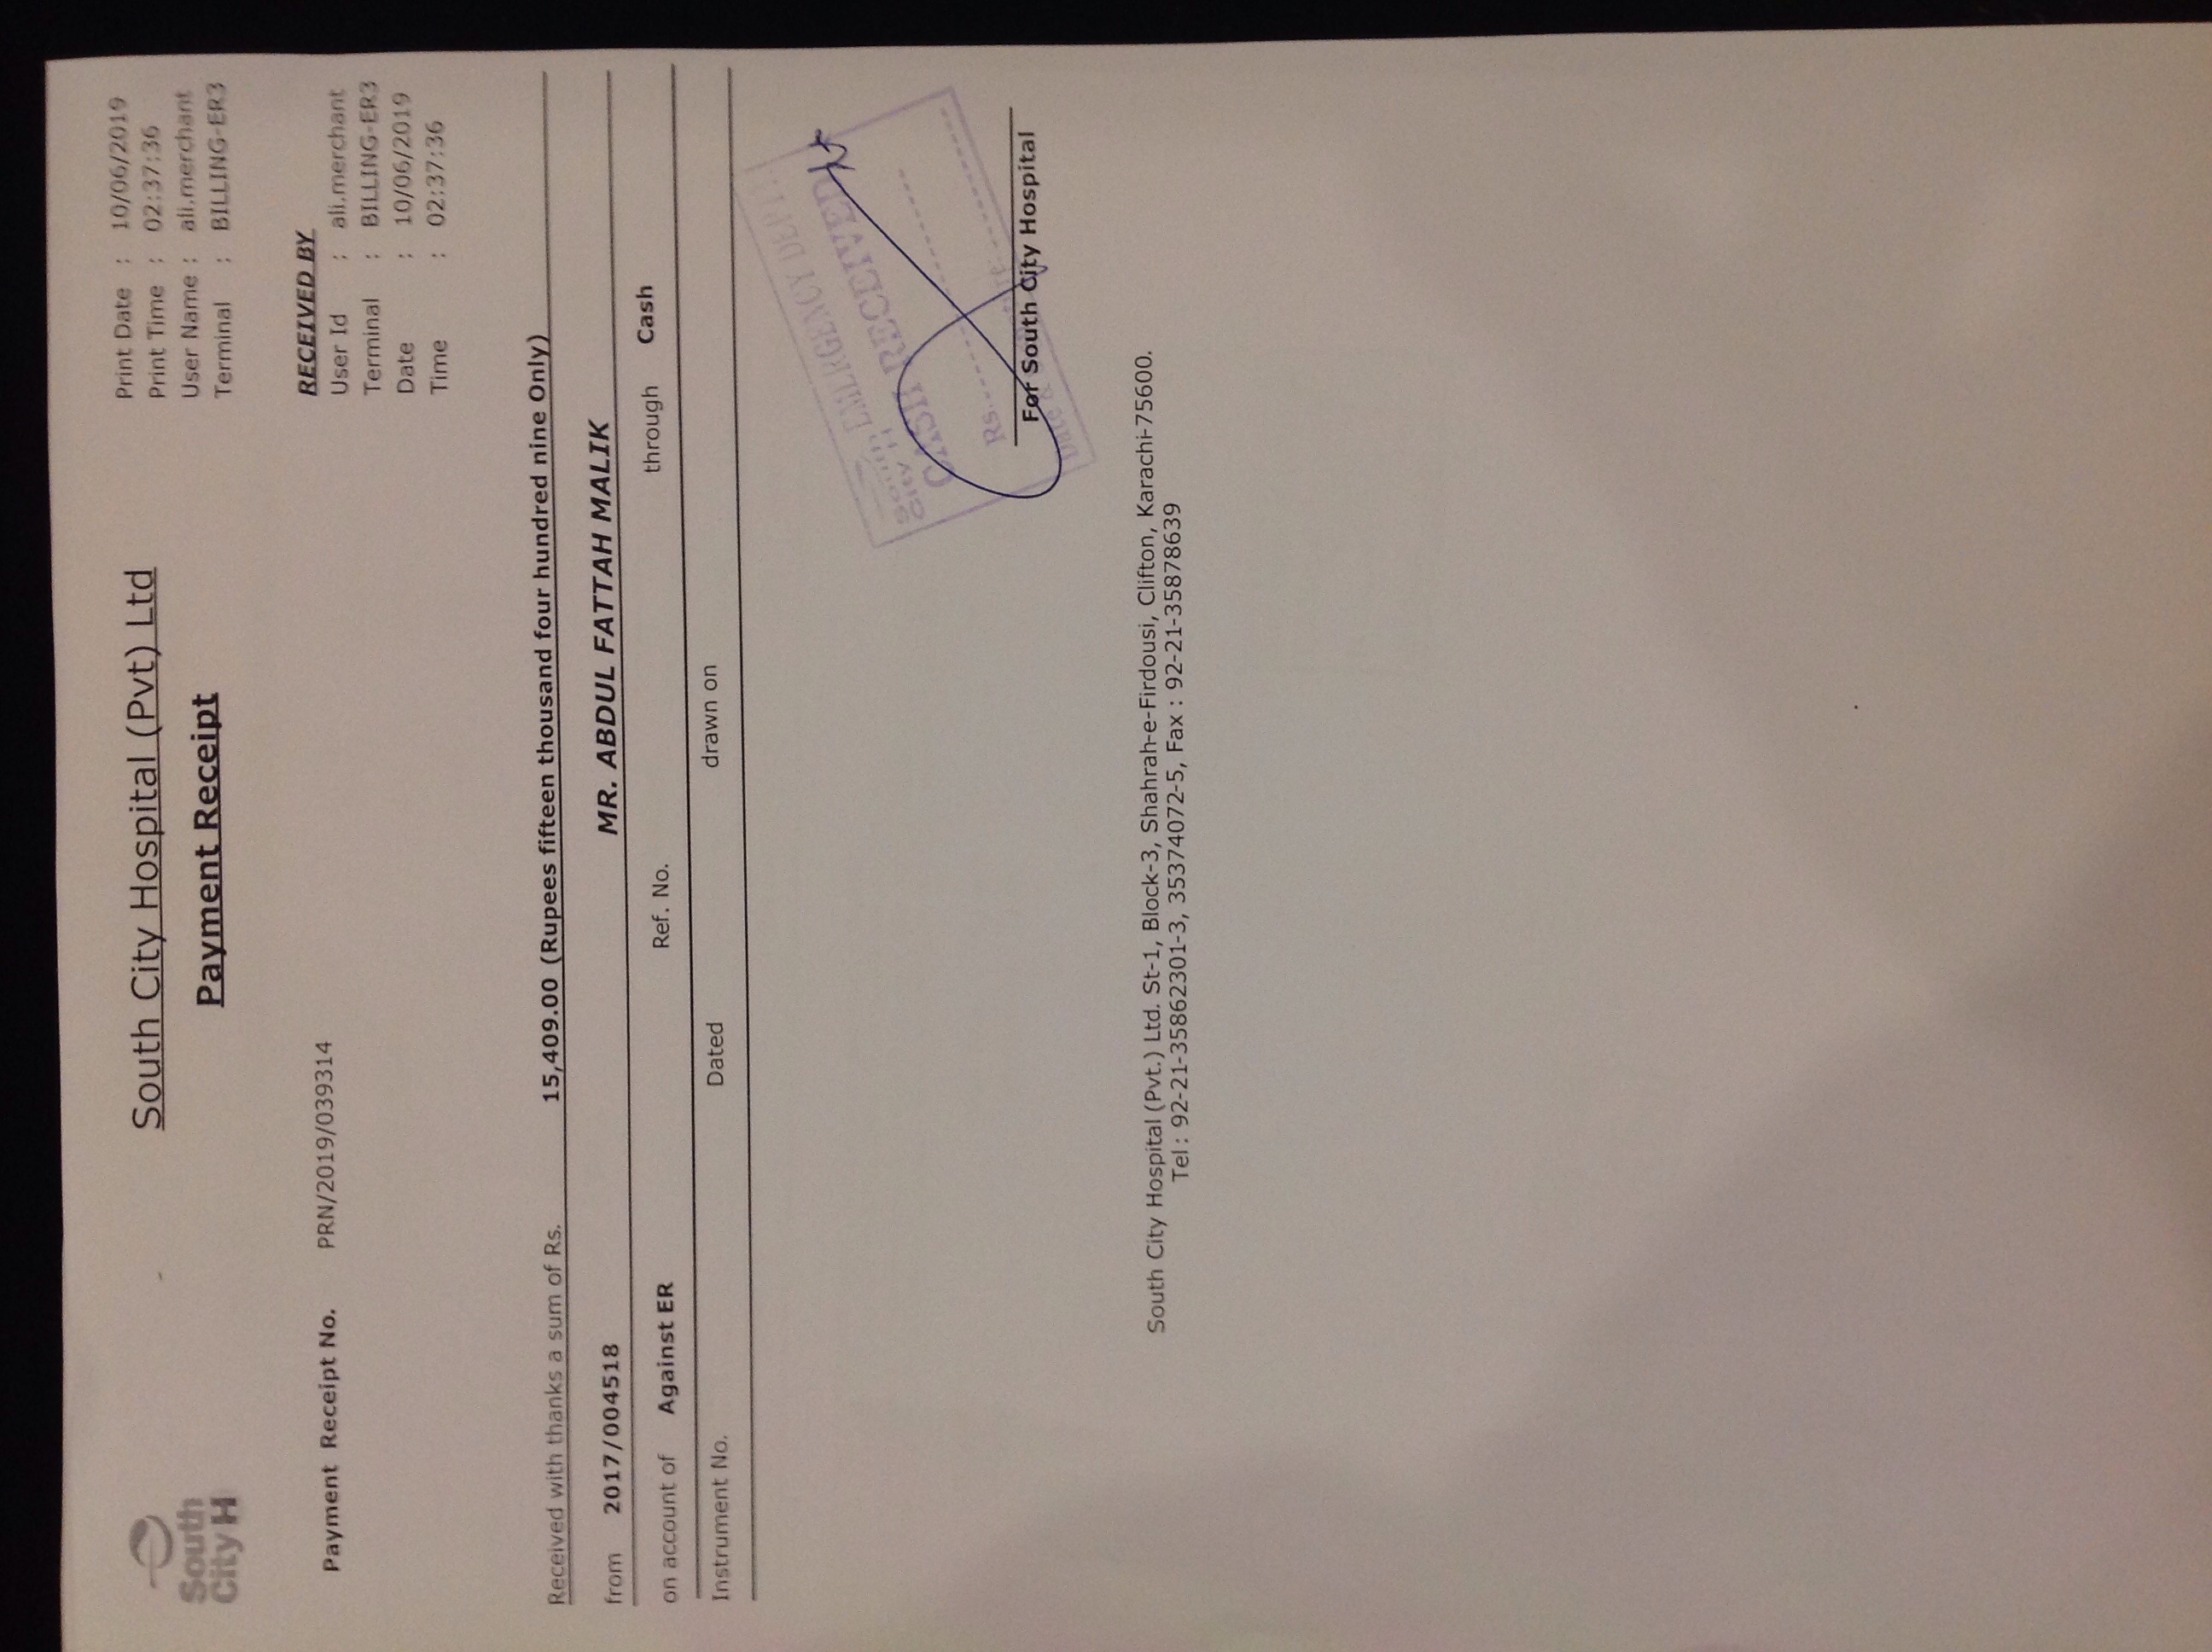 South
City H
South City Hospital (Pvt) Ltd
Payment Receipt
Print Date : 10/06/2019
Print Time : 02:37:36
User Name : ali.merchant
Terminal : BILLING-ER3
Payment Receipt No. PRN/2019/039314
RECEIVED BY
User Id : ali.merchant
Terminal : BILLING-ER3
Date : 10/06/2019
Time : 02:37:36
Received with thanks a sum of Rs. 15,409.00 (Rupees fifteen thousand four hundred nine Only)
from 2017/004518 MR. ABDUL FATTAH MALIK
on account of Against ER Ref. No. through Cash
Instrument No. Dated drawn on
South
City H
EMERGENCY DEPTT.
CASH RECEIVED
Rs.
For South City Hospital
Date & Signature:
South City Hospital (Pvt.) Ltd. St-1, Block-3, Shahrah-e-Firdousi, Clifton, Karachi-75600.
Tel : 92-21-35862301-3, 35374072-5, Fax : 92-21-35878639